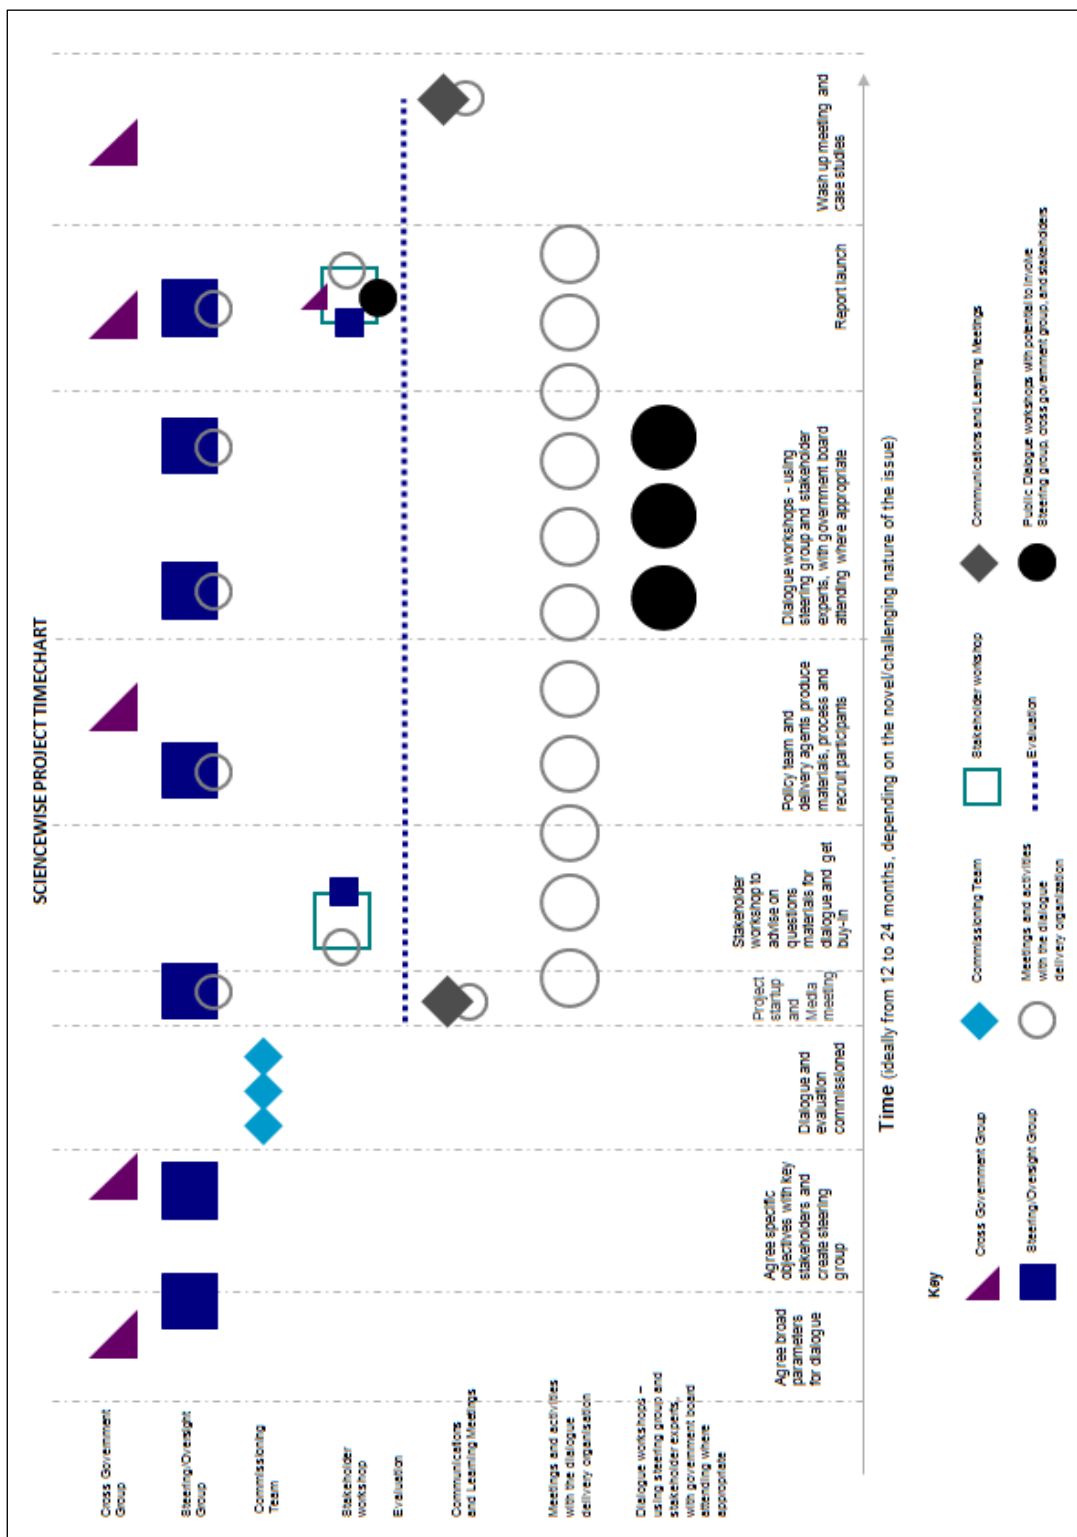 SCIENCEWISE PROJECT TIMECHART
Cross Government
Group
Steering/Oversight
Group
Commissioning
Team
Stakeholder
workshop
Evaluation
Communications
and Learning Meetings
Meetings and activities
with the dialogue
delivery organisation
Dialogue workshops –
using steering group and
stakeholder experts,
with government board
attending where
appropriate
Agree broad
parameters
for dialogue
Agree specific
objectives with key
stakeholders and
create steering
group
Dialogue and
evaluation
commissioned
Project
startup
and
Media
meeting
Stakeholder
workshop to
advise on
questions
materials for
dialogue and get
buy-in
Policy team and
delivery agents produce
materials, process and
recruit participants
Dialogue workshops - using
steering group and stakeholder
experts, with government board
attending where appropriate
Report launch
Wash up meeting and
case studies
Time (ideally from 12 to 24 months, depending on the novel/challenging nature of the issue)
Key
Cross Government Group
Commissioning Team
Stakeholder workshop
Communications and Learning Meetings
Steering/Oversight Group
Meetings and activities
with the dialogue
delivery organization
Evaluation
Public Dialogue workshops with potential to involve
Steering group, cross government group, and stakeholders